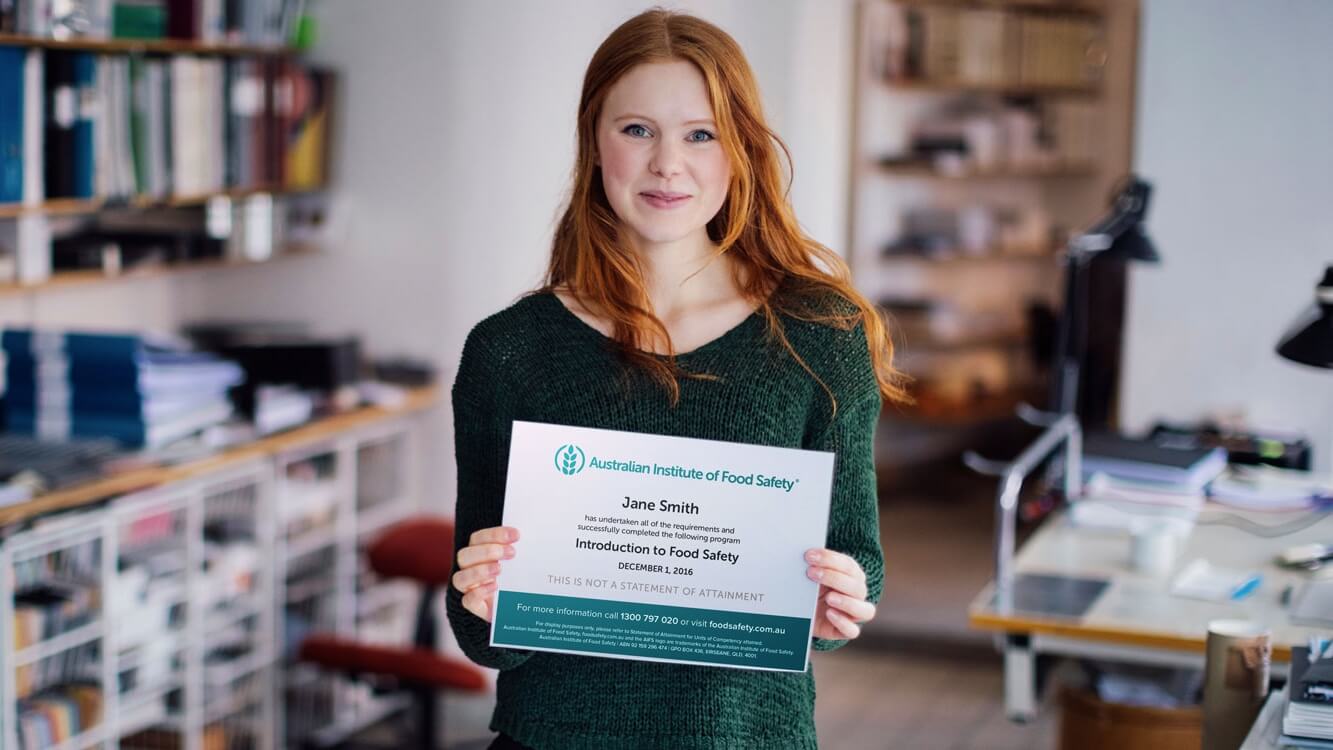 Australian Institute of Food Safety®
Jane Smith
has undertaken all of the requirements and
successfully completed the following program
Introduction to Food Safety
DECEMBER 1, 2016
THIS IS NOT A STATEMENT OF ATTAINMENT
For more information call 1300 797 020 or visit foodsafety.com.au
For display purposes only, please refer to Statement of Attainment for Units of Competency attained.
Australian Institute of Food Safety, foodsafety.com.au and the AIFS logo are trademarks of the Australian Institute of Food Safety.
Australian Institute of Food Safety | ABN 92 159 296 474 | GPO BOX 436, BRISBANE, QLD, 4001